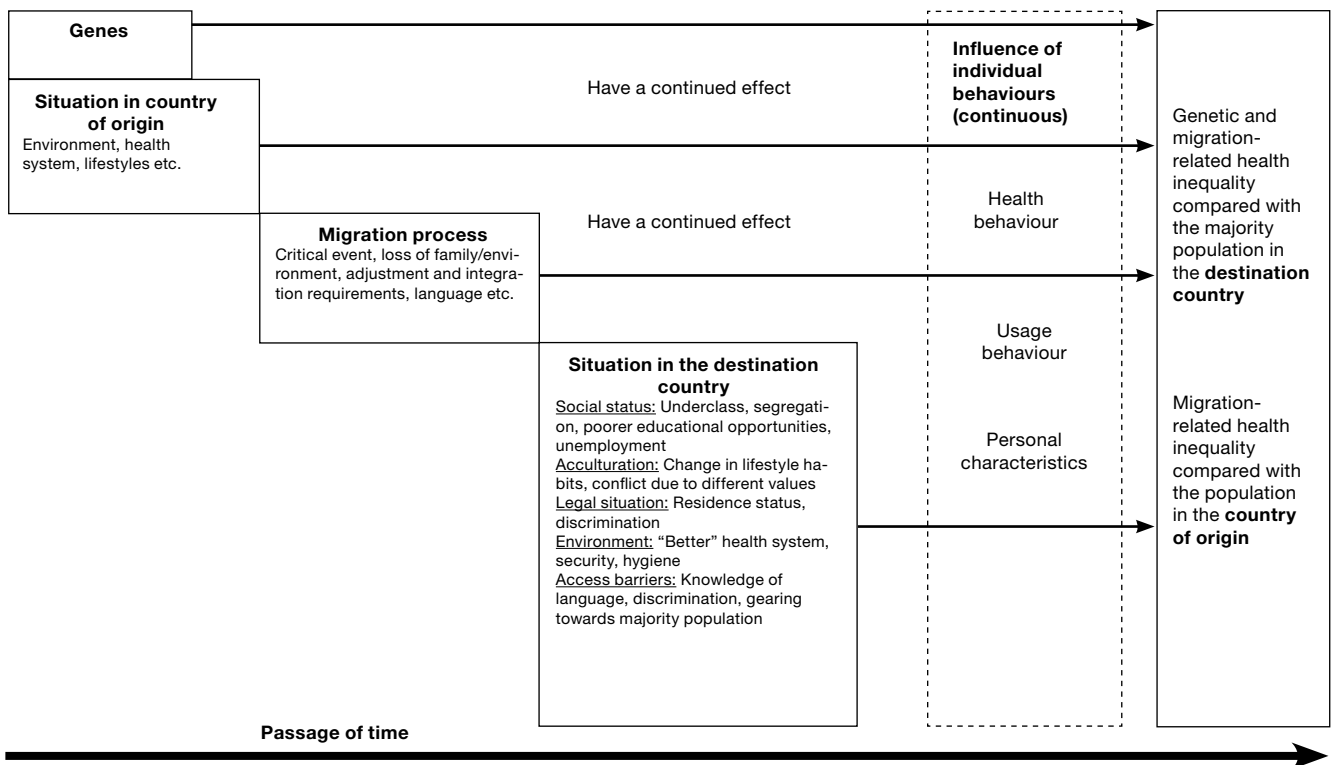 Genes
Situation in country
of origin
Environment, health
system, lifestyles etc.
Have a continued effect
Migration process
Critical event, loss of family/envi-
ronment, adjustment and integra-
tion requirements, language etc.
Have a continued effect
Situation in the destination
country
Social status: Underclass, segregati-
on, poorer educational opportunities,
unemployment
Acculturation: Change in lifestyle ha-
bits, conflict due to different values
Legal situation: Residence status,
discrimination
Environment: “Better” health system,
security, hygiene
Access barriers: Knowledge of
language, discrimination, gearing
towards majority population
Influence of
individual
behaviours
(continuous)
Health
behaviour
Usage
behaviour
Personal
characteristics
Genetic and
migration-
related health
inequality
compared with
the majority
population in
the destination
country
Migration-
related health
inequality
compared with
the population
in the country
of origin
Passage of time